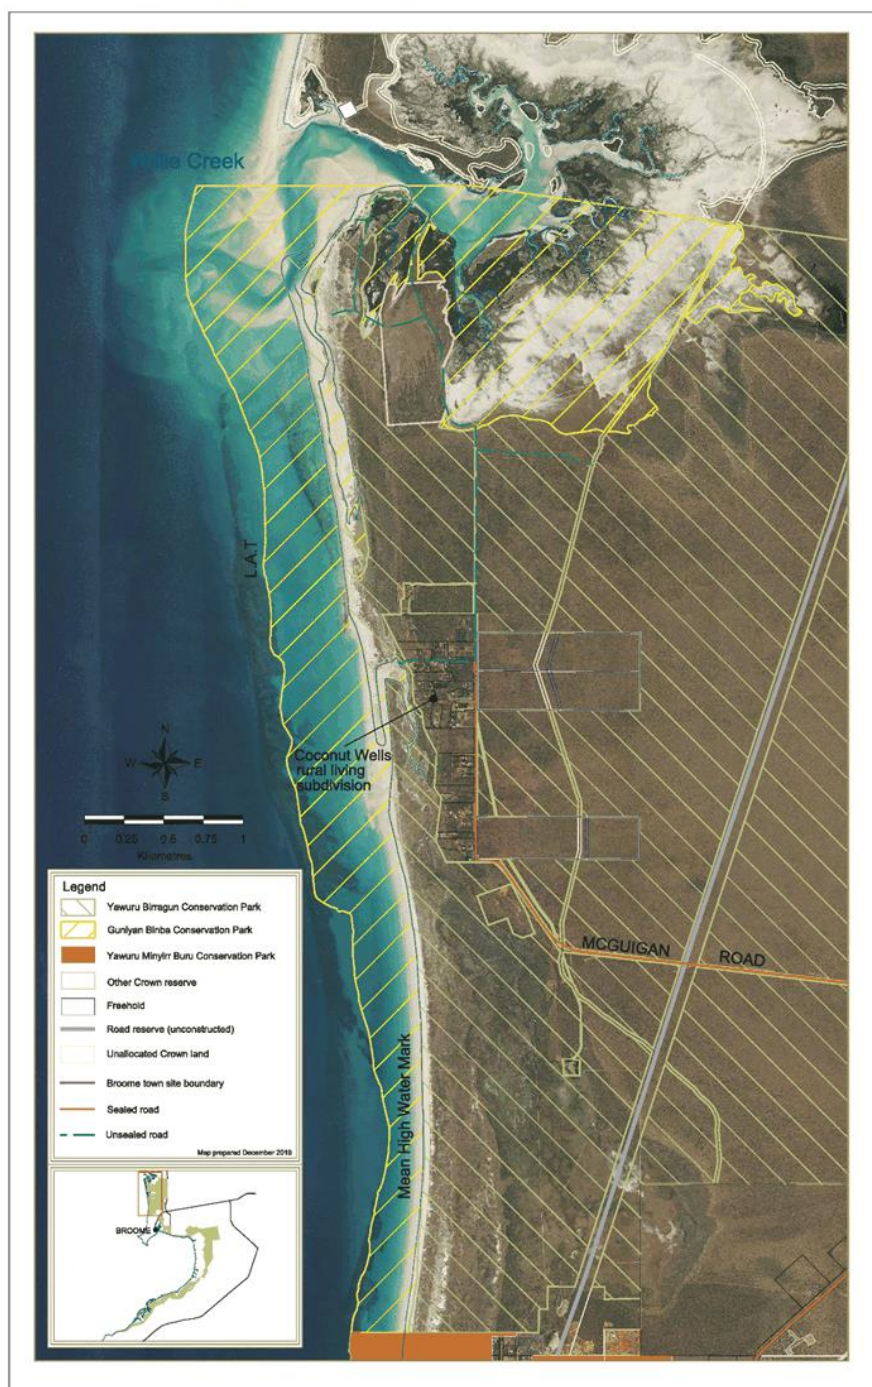 Willie Creek
L.A.T
N
W E
S
0 0.25 0.5 0.75 1
Kilometres
Coconut Wells
rural living
subdivision
MCGUIGAN ROAD
Mean High Water Mark
Legend
Yawuru Birragun Conservation Park
Guniyan Binba Conservation Park
Yawuru Minyirr Buru Conservation Park
Other Crown reserve
Freehold
Road reserve (unconstructed)
Unallocated Crown land
Broome town site boundary
Sealed road
Unsealed road
Map prepared December 2019
BROOME